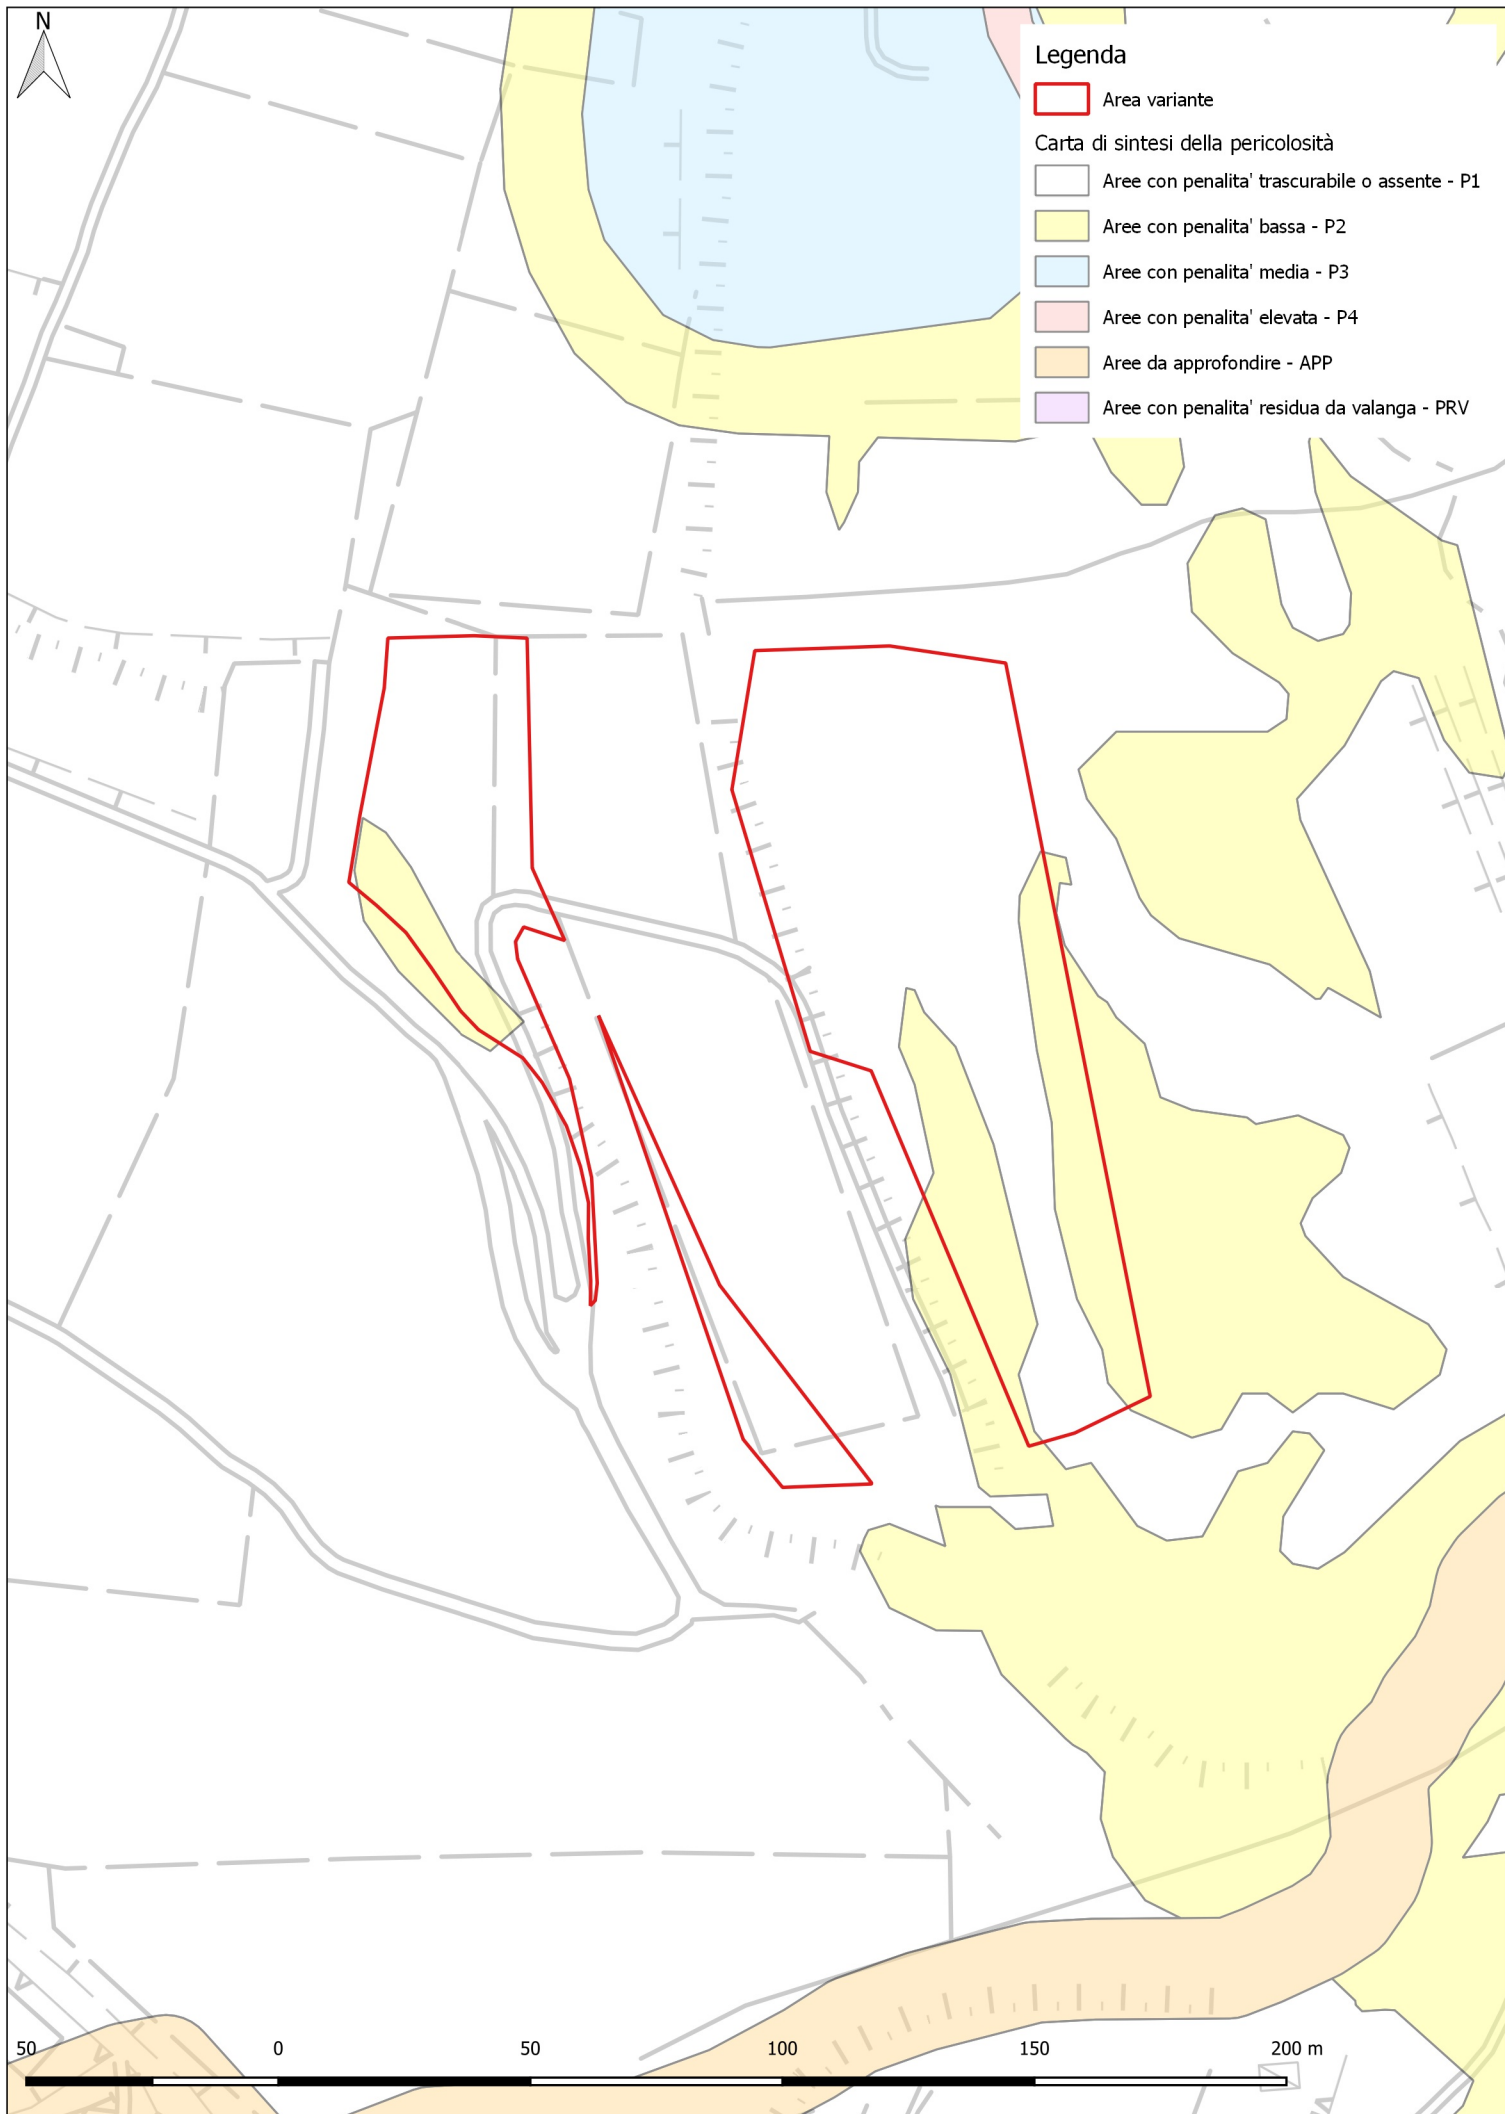 N
Legenda
Area variante
Carta di sintesi della pericolosità
Aree con penalita' trascurabile o assente - P1
Aree con penalita' bassa - P2
Aree con penalita' media - P3
Aree con penalita' elevata - P4
Aree da approfondire - APP
Aree con penalita' residua da valanga - PRV
50 0 50 100 150 200 m